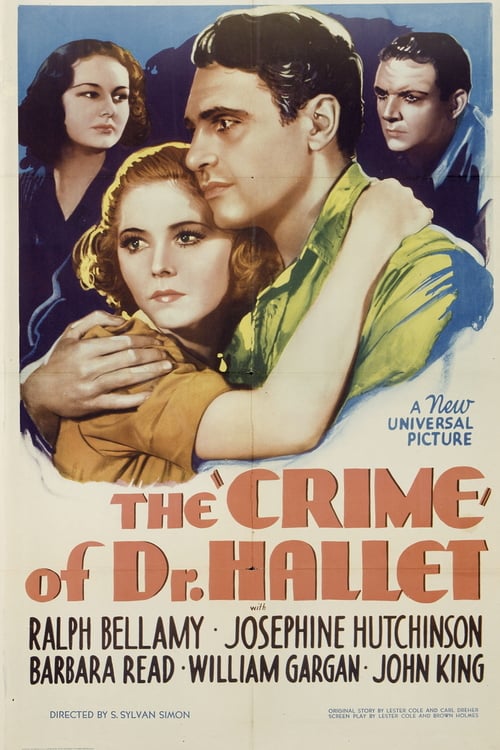 A New
UNIVERSAL
PICTURE
THE "CRIME"
of Dr. HALLET
with
RALPH BELLAMY · JOSEPHINE HUTCHINSON
BARBARA READ · WILLIAM GARGAN · JOHN KING
DIRECTED BY S. SYLVAN SIMON
ORIGINAL STORY BY LESTER COLE AND CARL DREHER
SCREEN PLAY BY LESTER COLE AND BROWN HOLMES